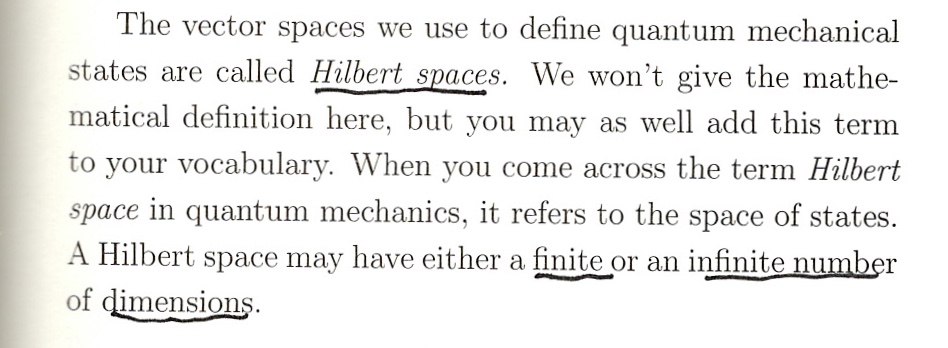 The vector spaces we use to define quantum mechanical
states are called Hilbert spaces. We won't give the mathe-
matical definition here, but you may as well add this term
to your vocabulary. When you come across the term Hilbert
space in quantum mechanics, it refers to the space of states.
A Hilbert space may have either a finite or an infinite number
of dimensions.